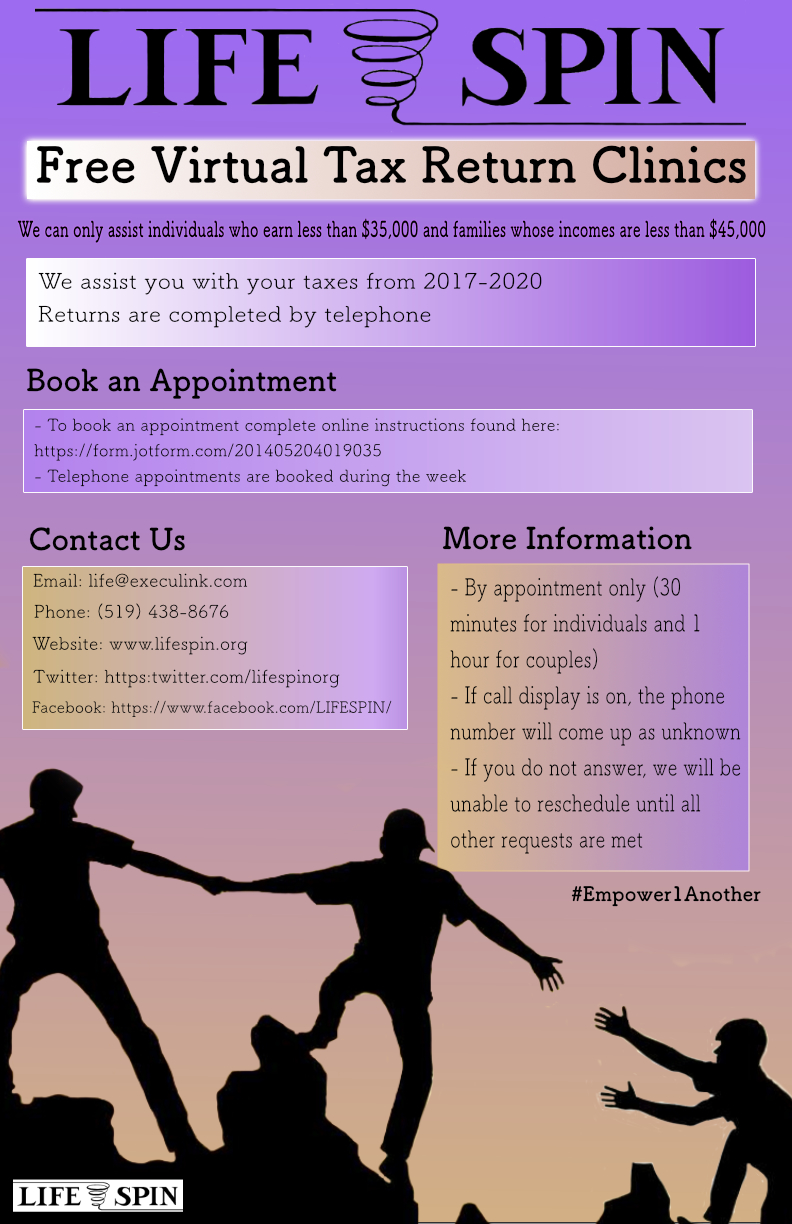 LIFE SPIN
Free Virtual Tax Return Clinics
We can only assist individuals who earn less than $35,000 and families whose incomes are less than $45,000
We assist you with your taxes from 2017-2020
Returns are completed by telephone
Book an Appointment
- To book an appointment complete online instructions found here:
https://form.jotform.com/201405204019035
- Telephone appointments are booked during the week
Contact Us
Email: life@execulink.com
Phone: (519) 438-8676
Website: www.lifespin.org
Twitter: https:twitter.com/lifespinorg
Facebook: https://www.facebook.com/LIFESPIN/
More Information
- By appointment only (30
minutes for individuals and 1
hour for couples)
- If call display is on, the phone
number will come up as unknown
- If you do not answer, we will be
unable to reschedule until all
other requests are met
#Empower1Another
LIFE SPIN